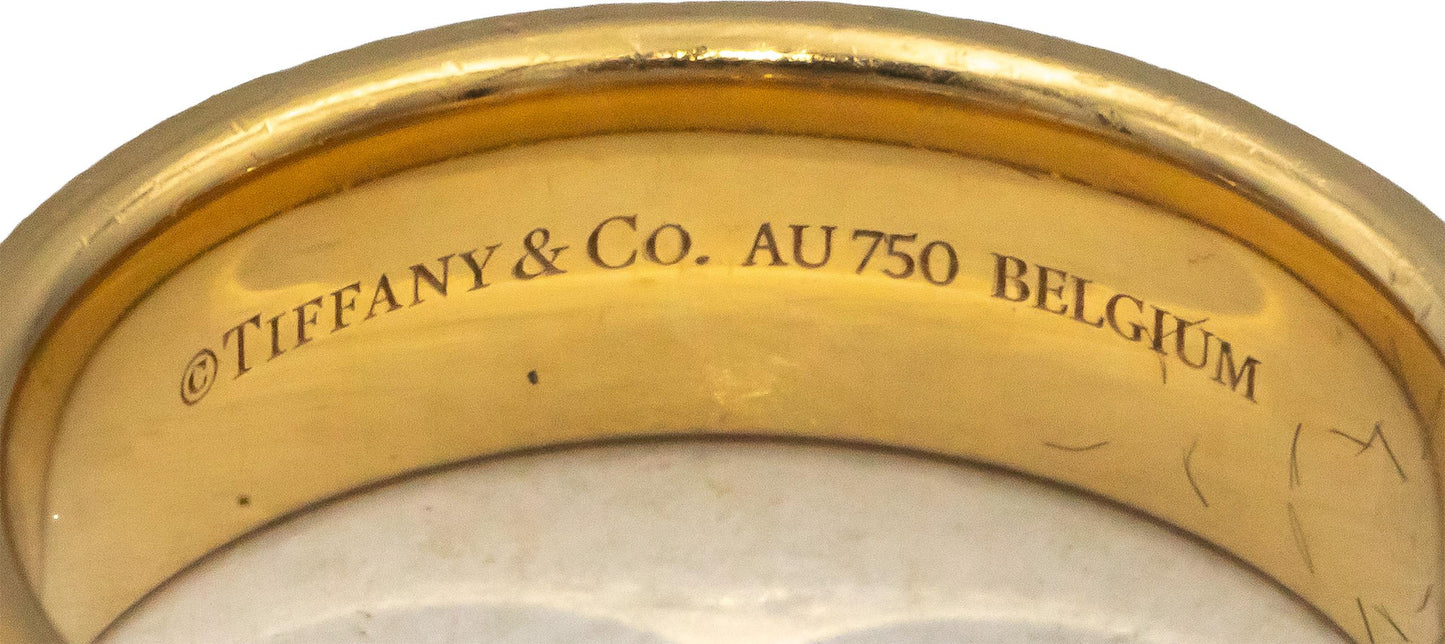 ©TIFFANY & CO. AU 750 BELGIUM